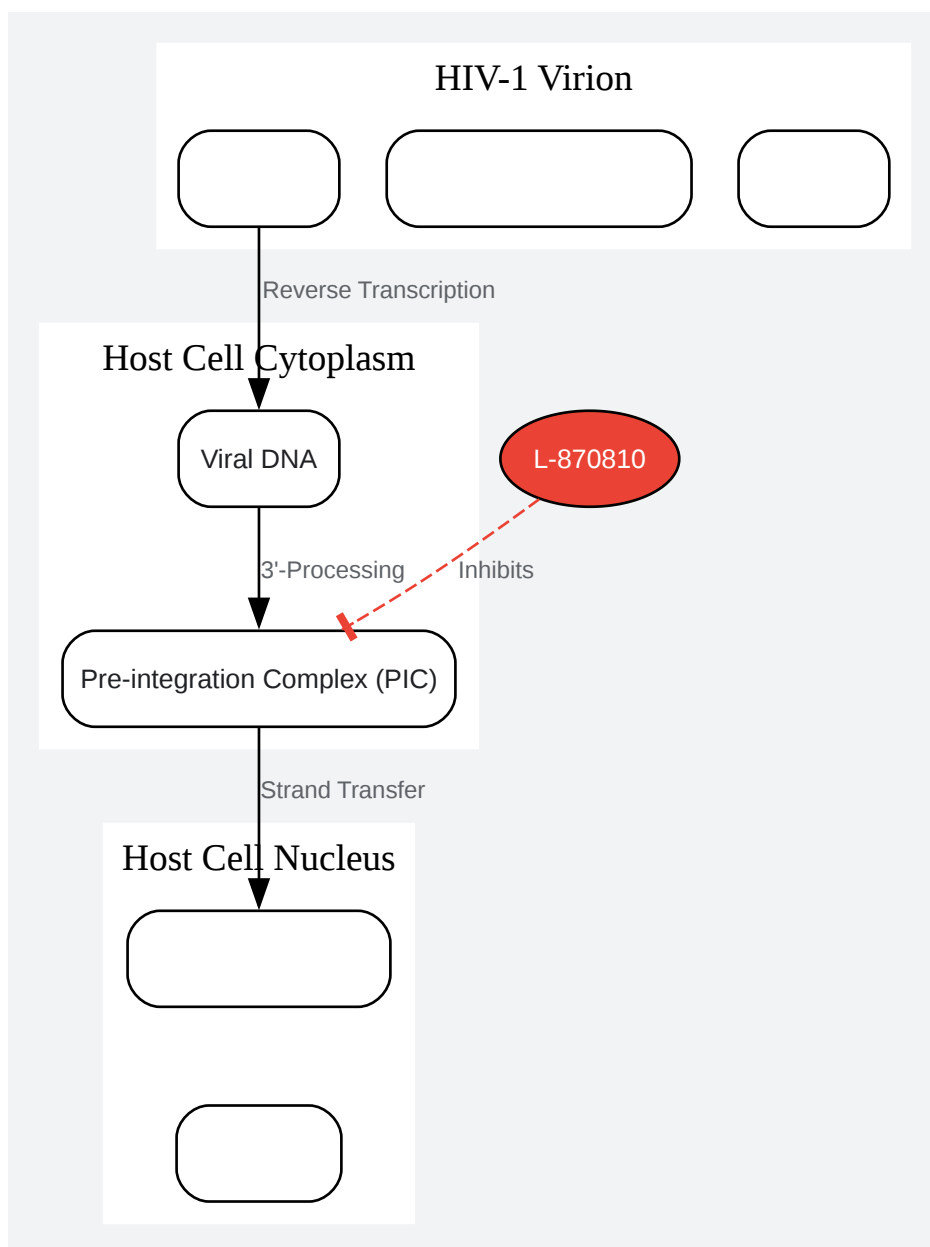 HIV-1 Virion
Reverse Transcription
Host Cell Cytoplasm
Viral DNA
L-870810
3'-Processing
Inhibits
Pre-integration Complex (PIC)
Strand Transfer
Host Cell Nucleus